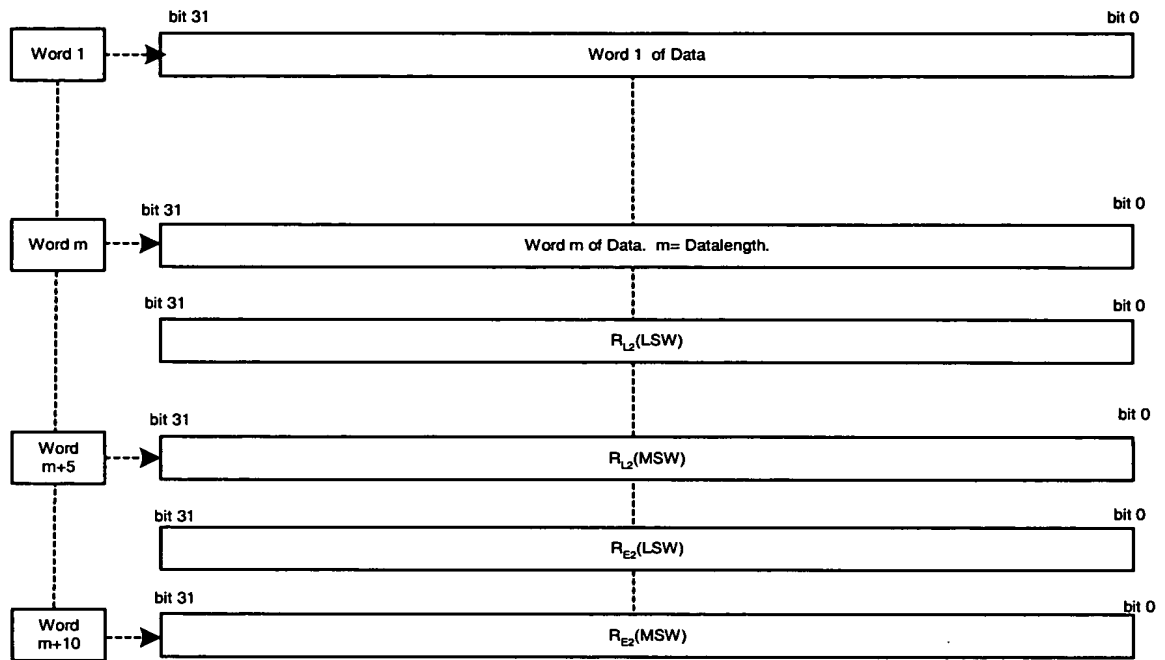 bit 31 bit 0
Word 1 Word 1 of Data
bit 31 bit 0
Word m Word m of Data. m= Datalength.
bit 31 bit 0
R_L2(LSW)
bit 31 bit 0
Word
m+5 R_L2(MSW)
bit 31 bit 0
R_E2(LSW)
bit 31 bit 0
Word
m+10 R_E2(MSW)